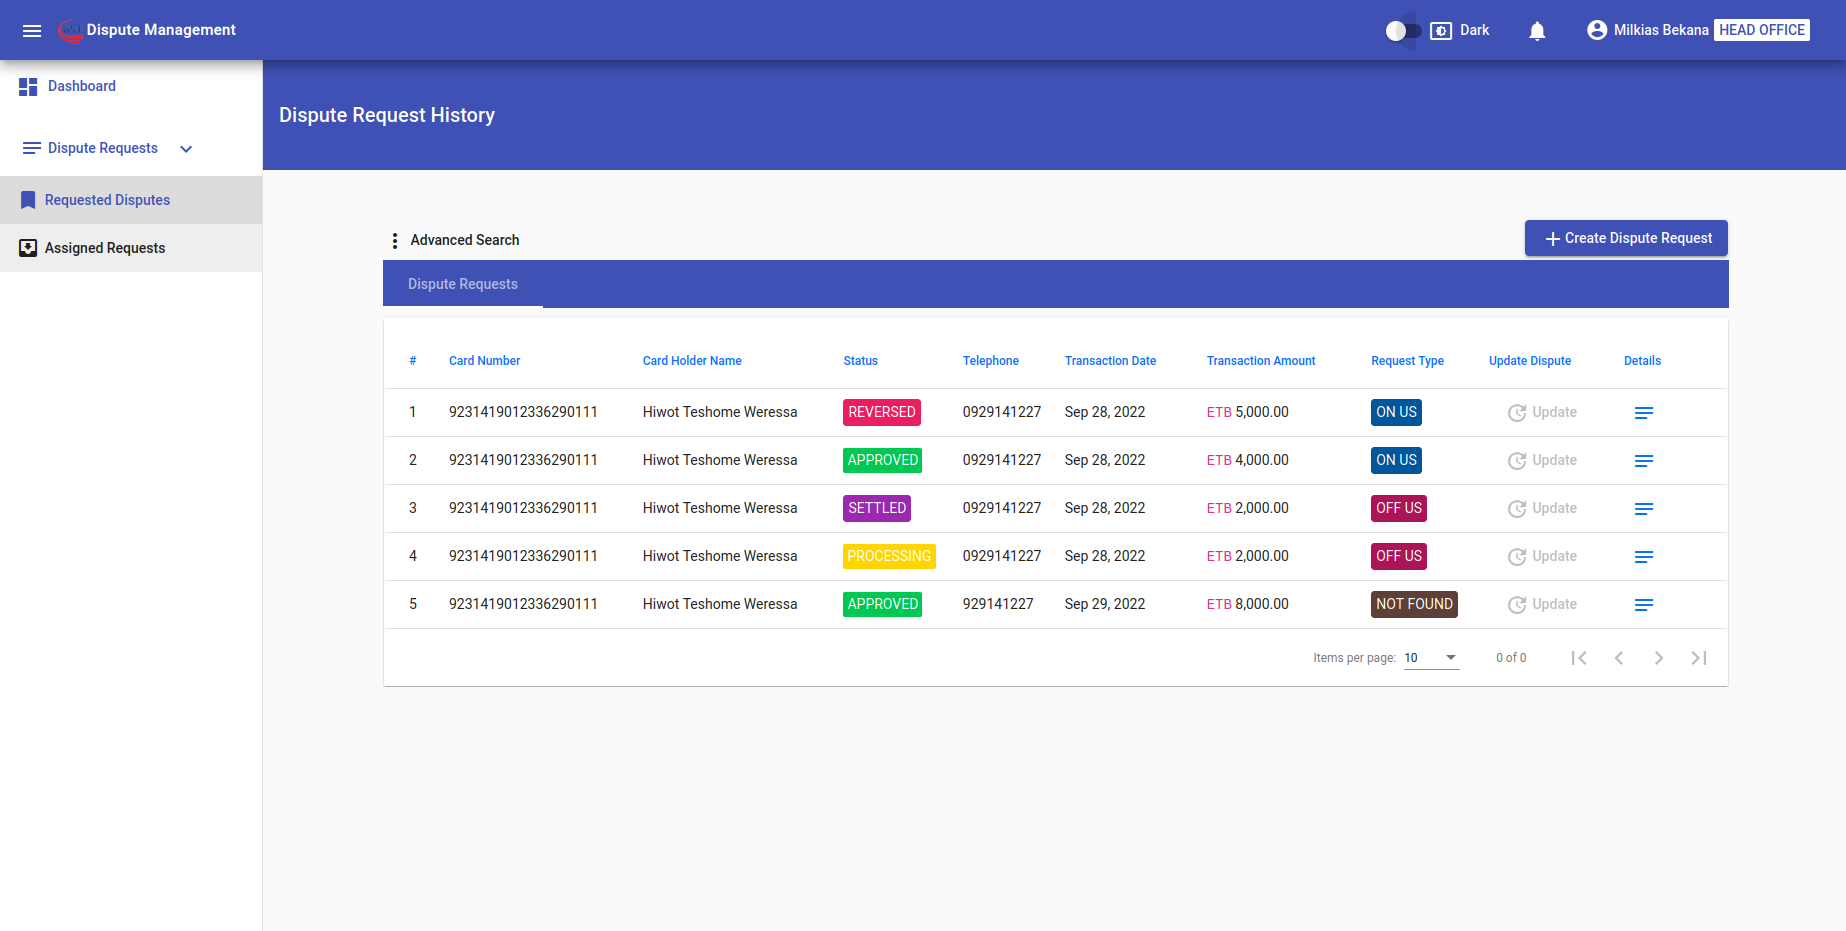 Dispute Management
Dark
Milkias Bekana HEAD OFFICE
Dashboard
Dispute Requests
Requested Disputes
Assigned Requests
Dispute Request History
Advanced Search
Create Dispute Request
Dispute Requests
# Card Number Card Holder Name Status Telephone Transaction Date Transaction Amount Request Type Update Dispute Details
1 9231419012336290111 Hiwot Teshome Weressa REVERSED 0929141227 Sep 28, 2022 ETB 5,000.00 ON US Update
2 9231419012336290111 Hiwot Teshome Weressa APPROVED 0929141227 Sep 28, 2022 ETB 4,000.00 ON US Update
3 9231419012336290111 Hiwot Teshome Weressa SETTLED 0929141227 Sep 28, 2022 ETB 2,000.00 OFF US Update
4 9231419012336290111 Hiwot Teshome Weressa PROCESSING 0929141227 Sep 28, 2022 ETB 2,000.00 OFF US Update
5 9231419012336290111 Hiwot Teshome Weressa APPROVED 929141227 Sep 29, 2022 ETB 8,000.00 NOT FOUND Update
Items per page: 10 0 of 0